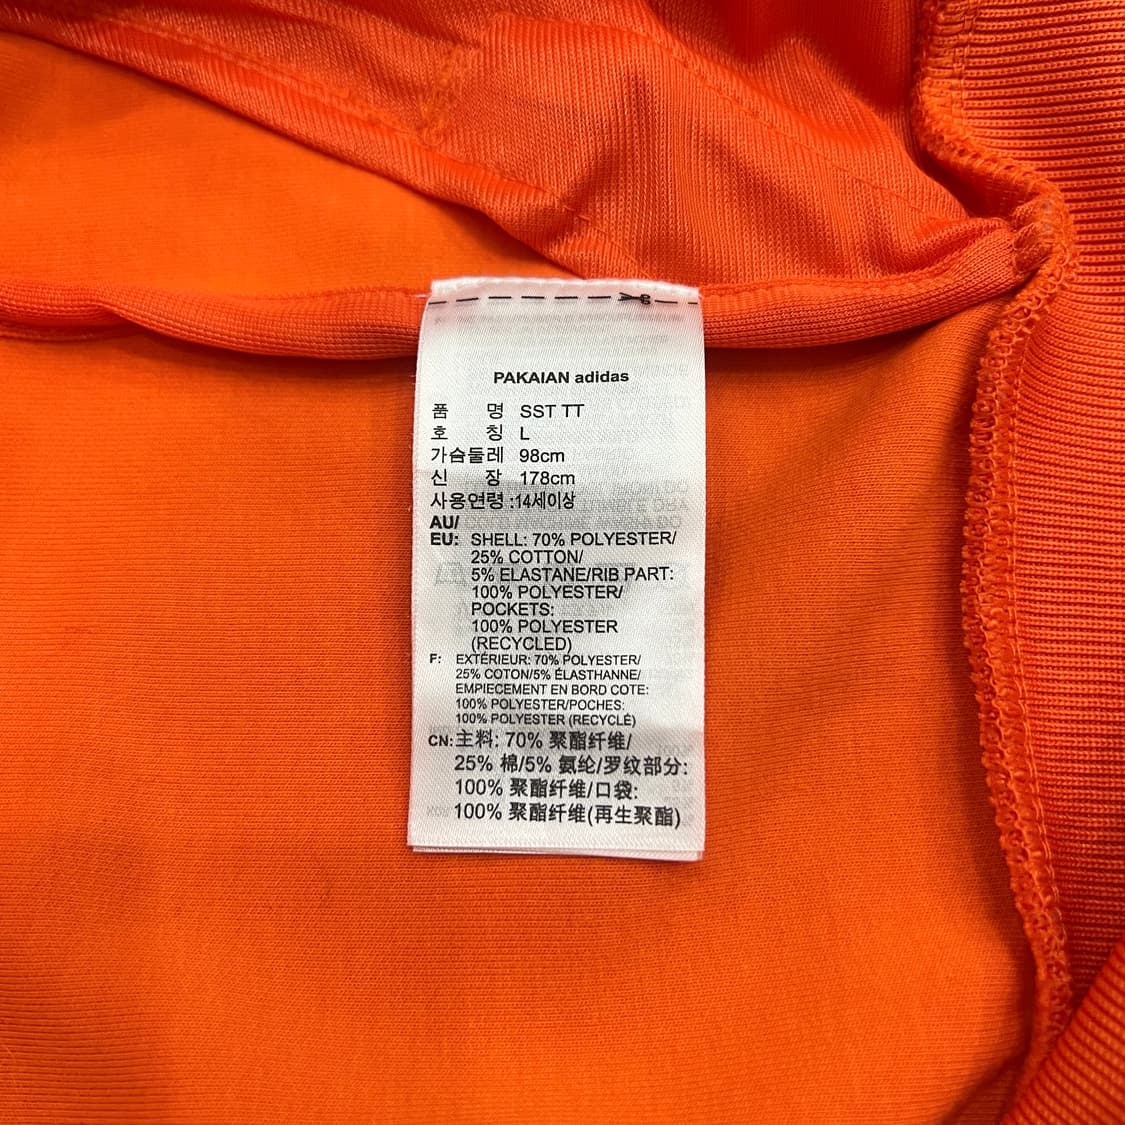 PAKAIAN adidas
품 명 SST TT
호 칭 L
가슴둘레 98cm
신 장 178cm
사용연령 :14세이상
AU/
EU: SHELL: 70% POLYESTER/
25% COTTON/
5% ELASTANE/RIB PART:
100% POLYESTER/
POCKETS:
100% POLYESTER
(RECYCLED)
F: EXTÉRIEUR: 70% POLYESTER/
25% COTON/5% ÉLASTHANNE/
EMPIECEMENT EN BORD COTE:
100% POLYESTER/POCHES:
100% POLYESTER (RECYCLÉ)
CN: 主料: 70% 聚酯纤维/
25% 棉/5% 氨纶/罗纹部分:
100% 聚酯纤维/口袋:
100% 聚酯纤维(再生聚酯)